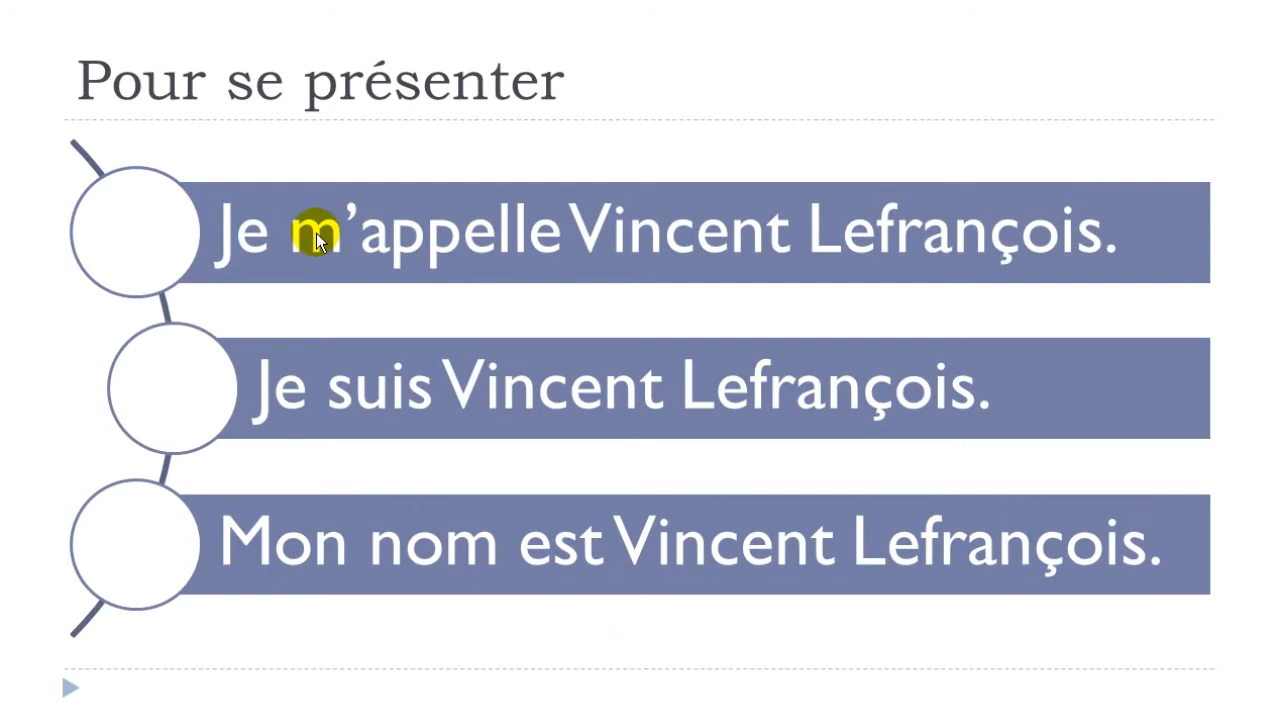 Pour se présenter
Je m’appelle Vincent Lefrançois.
Je suis Vincent Lefrançois.
Mon nom est Vincent Lefrançois.